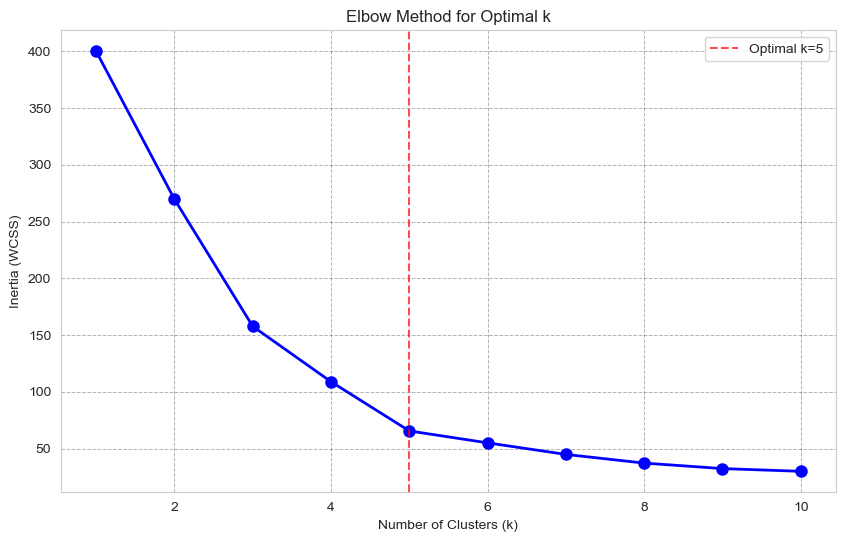 Elbow Method for Optimal k
Optimal k=5
400
350
300
250
200
150
100
50
Inertia (WCSS)
2 4 6 8 10
Number of Clusters (k)